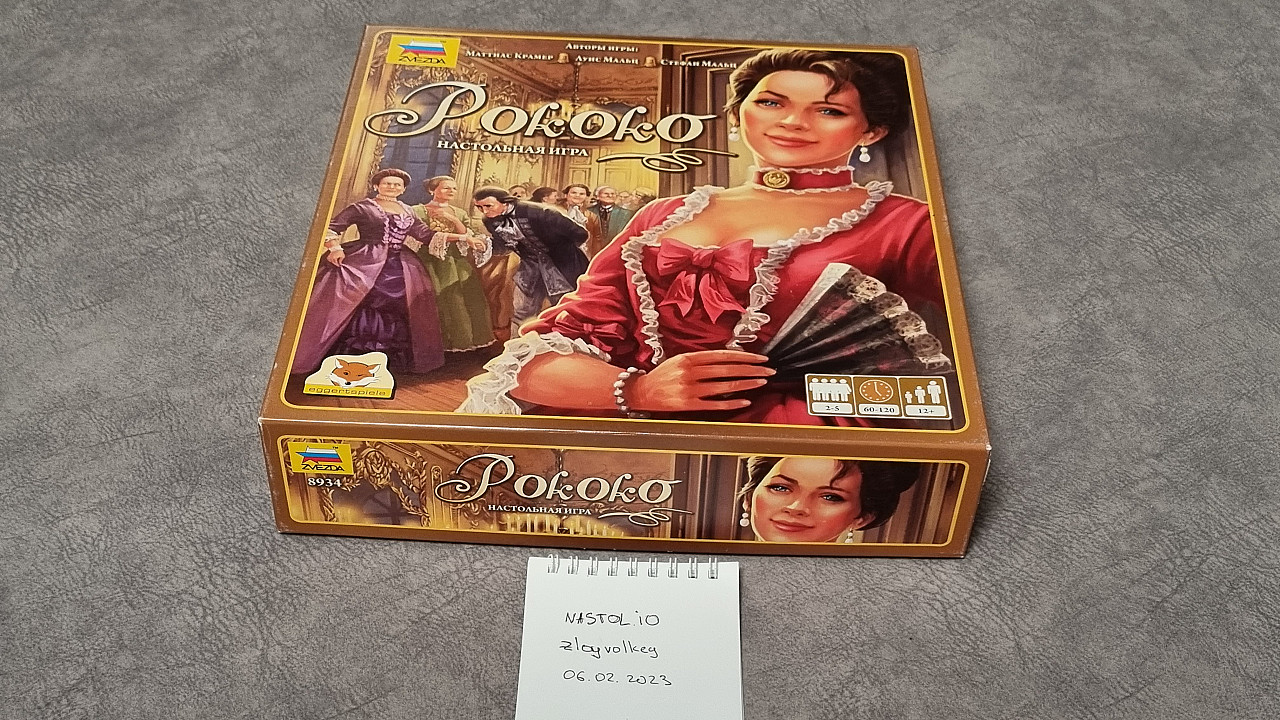 ZVEZDA
Авторы игры:
Маттиас Крамер Луис Мальц Стефан Мальц
Рококо
НАСТОЛЬНАЯ ИГРА
eggertspiele
2-5 60-120 12+
ZVEZDA
8934
Рококо
НАСТОЛЬНАЯ ИГРА
NASTOL.iO
zloyvolkey
06.02.2023